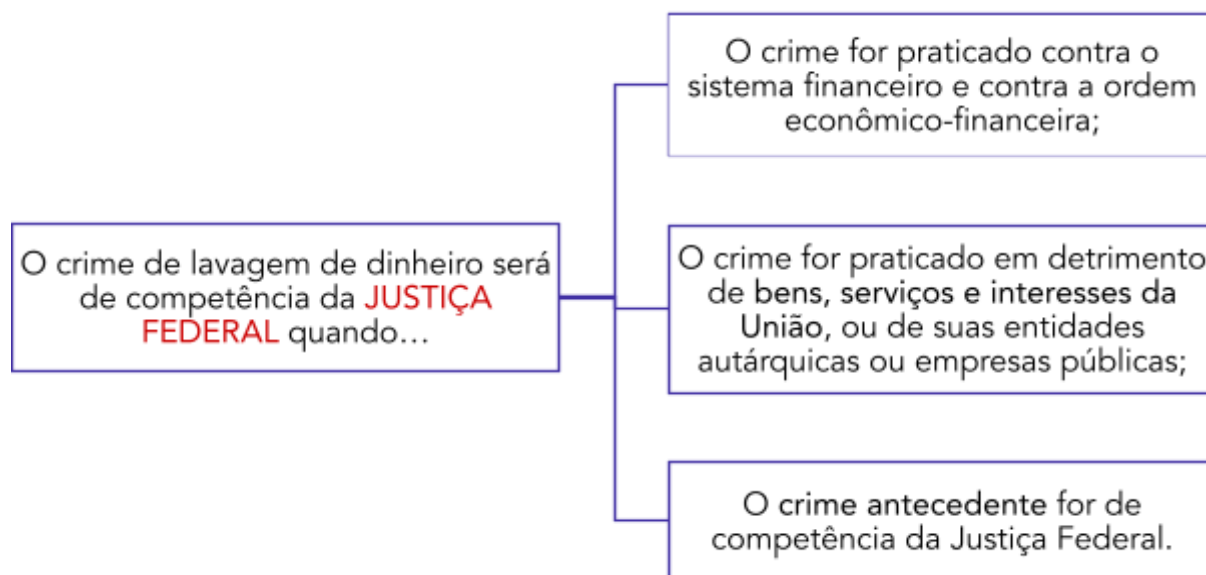 O crime de lavagem de dinheiro será
de competência da JUSTIÇA
FEDERAL quando...
O crime for praticado contra o
sistema financeiro e contra a ordem
econômico-financeira;
O crime for praticado em detrimento
de bens, serviços e interesses da
União, ou de suas entidades
autárquicas ou empresas públicas;
O crime antecedente for de
competência da Justiça Federal.